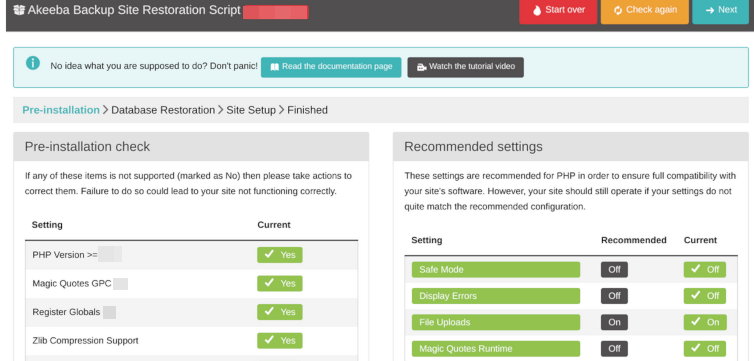 Akeeba Backup Site Restoration Script
Start over
Check again
Next
No idea what you are supposed to do? Don't panic!
Read the documentation page
Watch the tutorial video
Pre-installation > Database Restoration > Site Setup > Finished
Pre-installation check
If any of these items is not supported (marked as No) then please take actions to
correct them. Failure to do so could lead to your site not functioning correctly.
Setting Current
PHP Version >= Yes
Magic Quotes GPC Yes
Register Globals Yes
Zlib Compression Support Yes
Recommended settings
These settings are recommended for PHP in order to ensure full compatibility with
your site's software. However, your site should still operate if your settings do not
quite match the recommended configuration.
Setting Recommended Current
Safe Mode Off Off
Display Errors Off Off
File Uploads On On
Magic Quotes Runtime Off Off